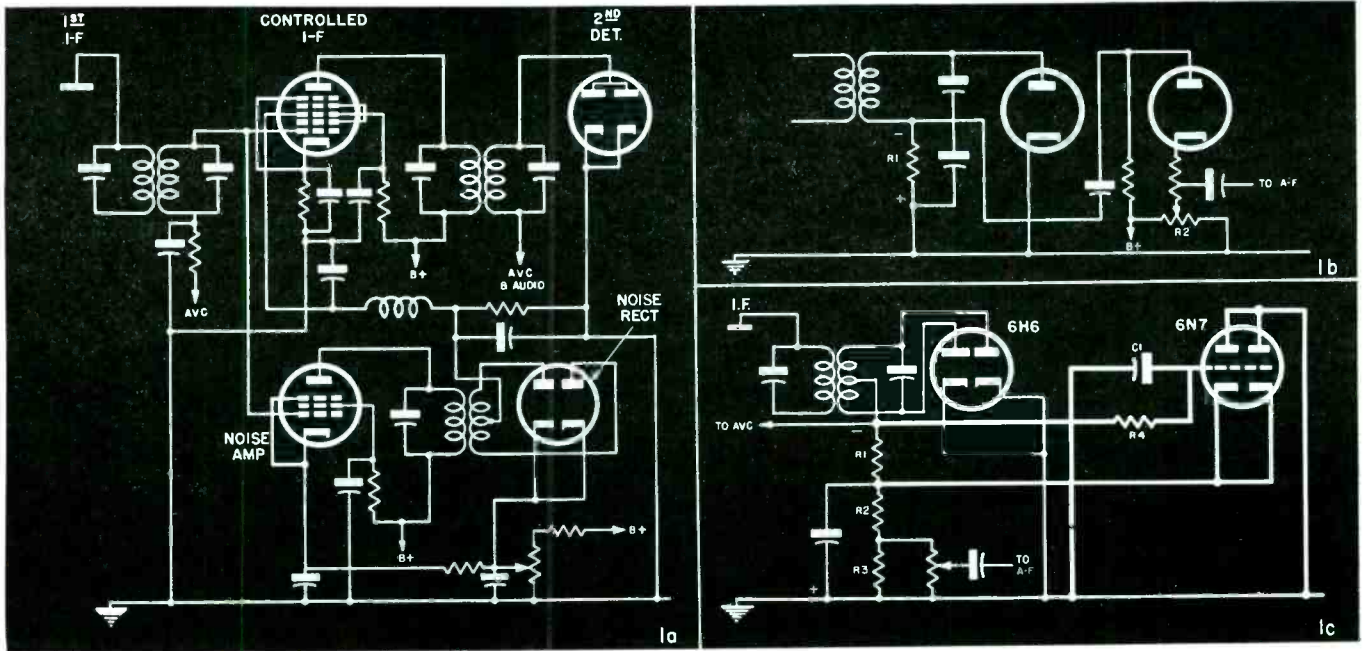 1ST
I-F
CONTROLLED
I-F
2ND
DET.
AVC
B+
AVC
& AUDIO
NOISE
RECT
NOISE
AMP
B+
B+
1a
R1
-
+
TO A-F
B+
R2
1b
I.F.
6H6
6N7
C1
TO AVC
-
R4
R1
R2
R3
TO
A-F
+
1c